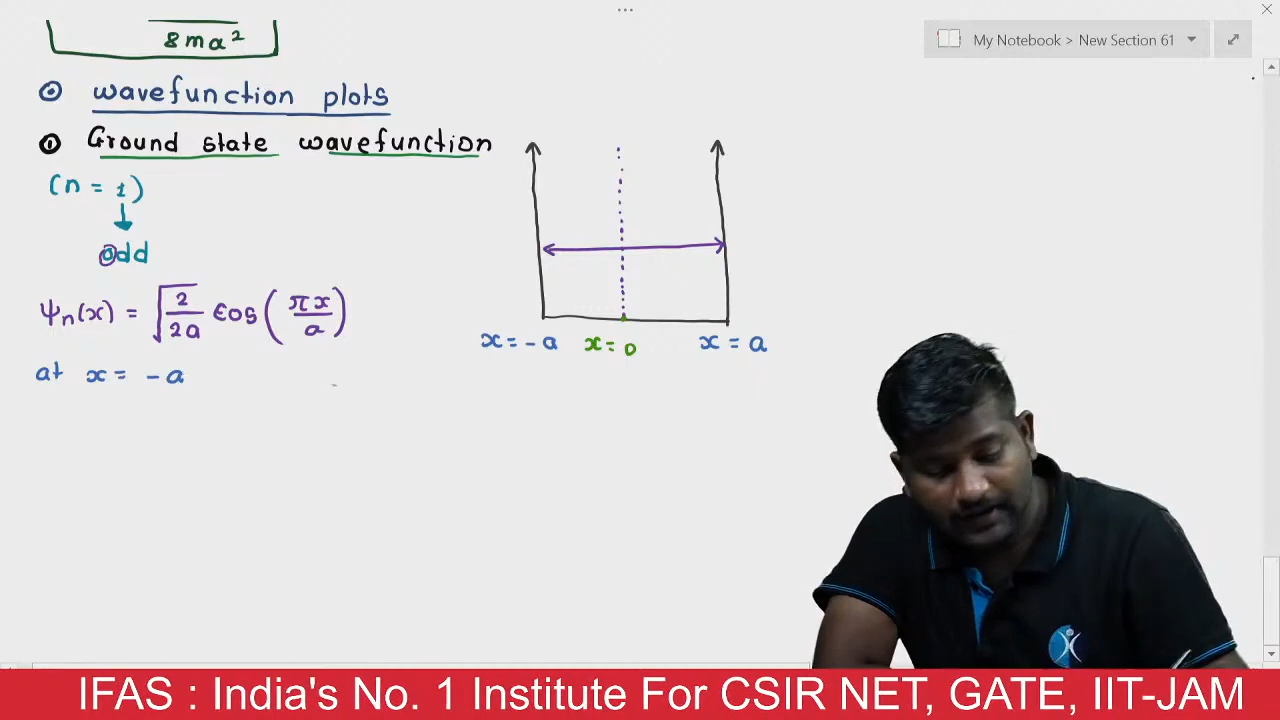 8ma²
My Notebook > New Section 61
wavefunction plots
① Ground state wavefunction
(n = 1)
odd
ψn(x) = √(2/2a) Cos(πx/a)
at x = -a
x = -a x = 0 x = a
IFAS : India's No. 1 Institute For CSIR NET, GATE, IIT-JAM